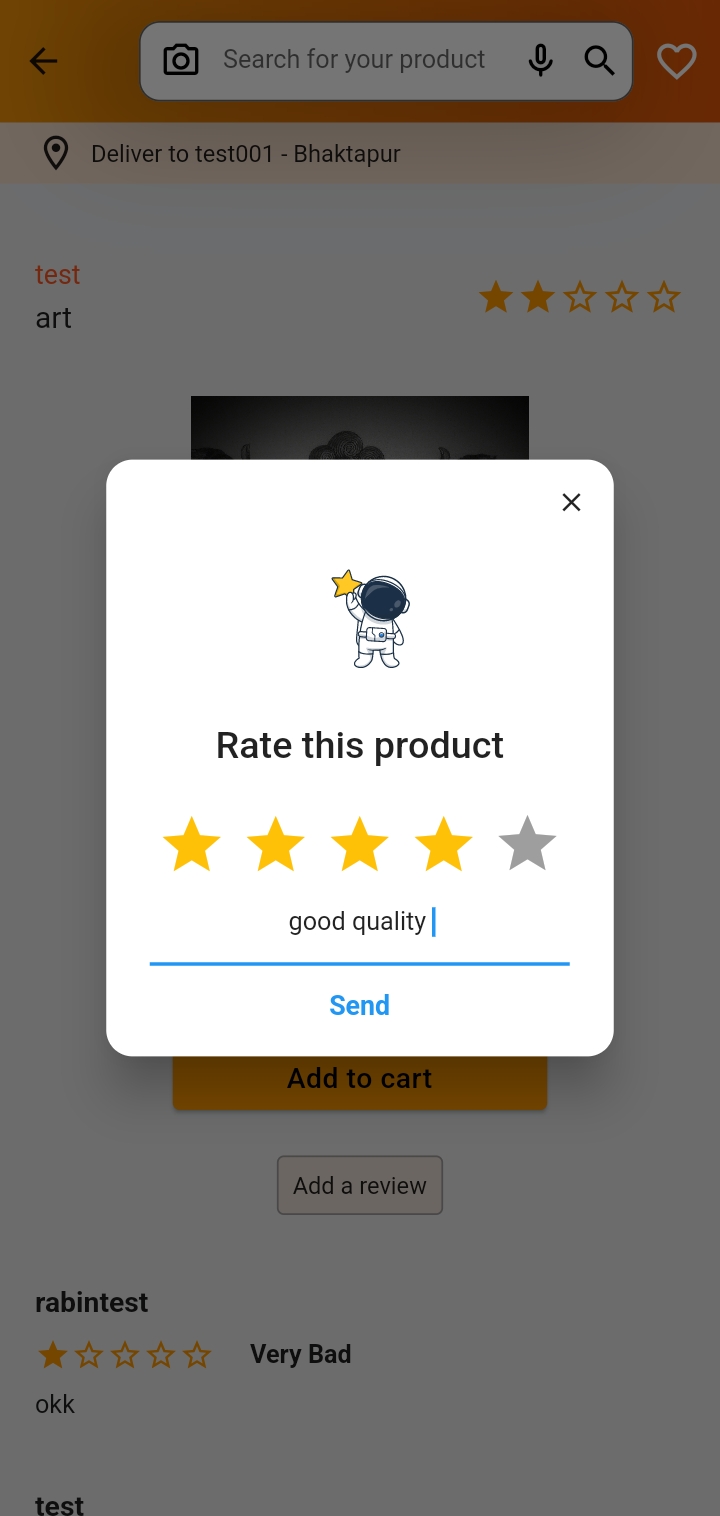 Search for your product
Deliver to test001 - Bhaktapur
test
art
Rate this product
good quality
Send
Add to cart
Add a review
rabintest
Very Bad
okk
test